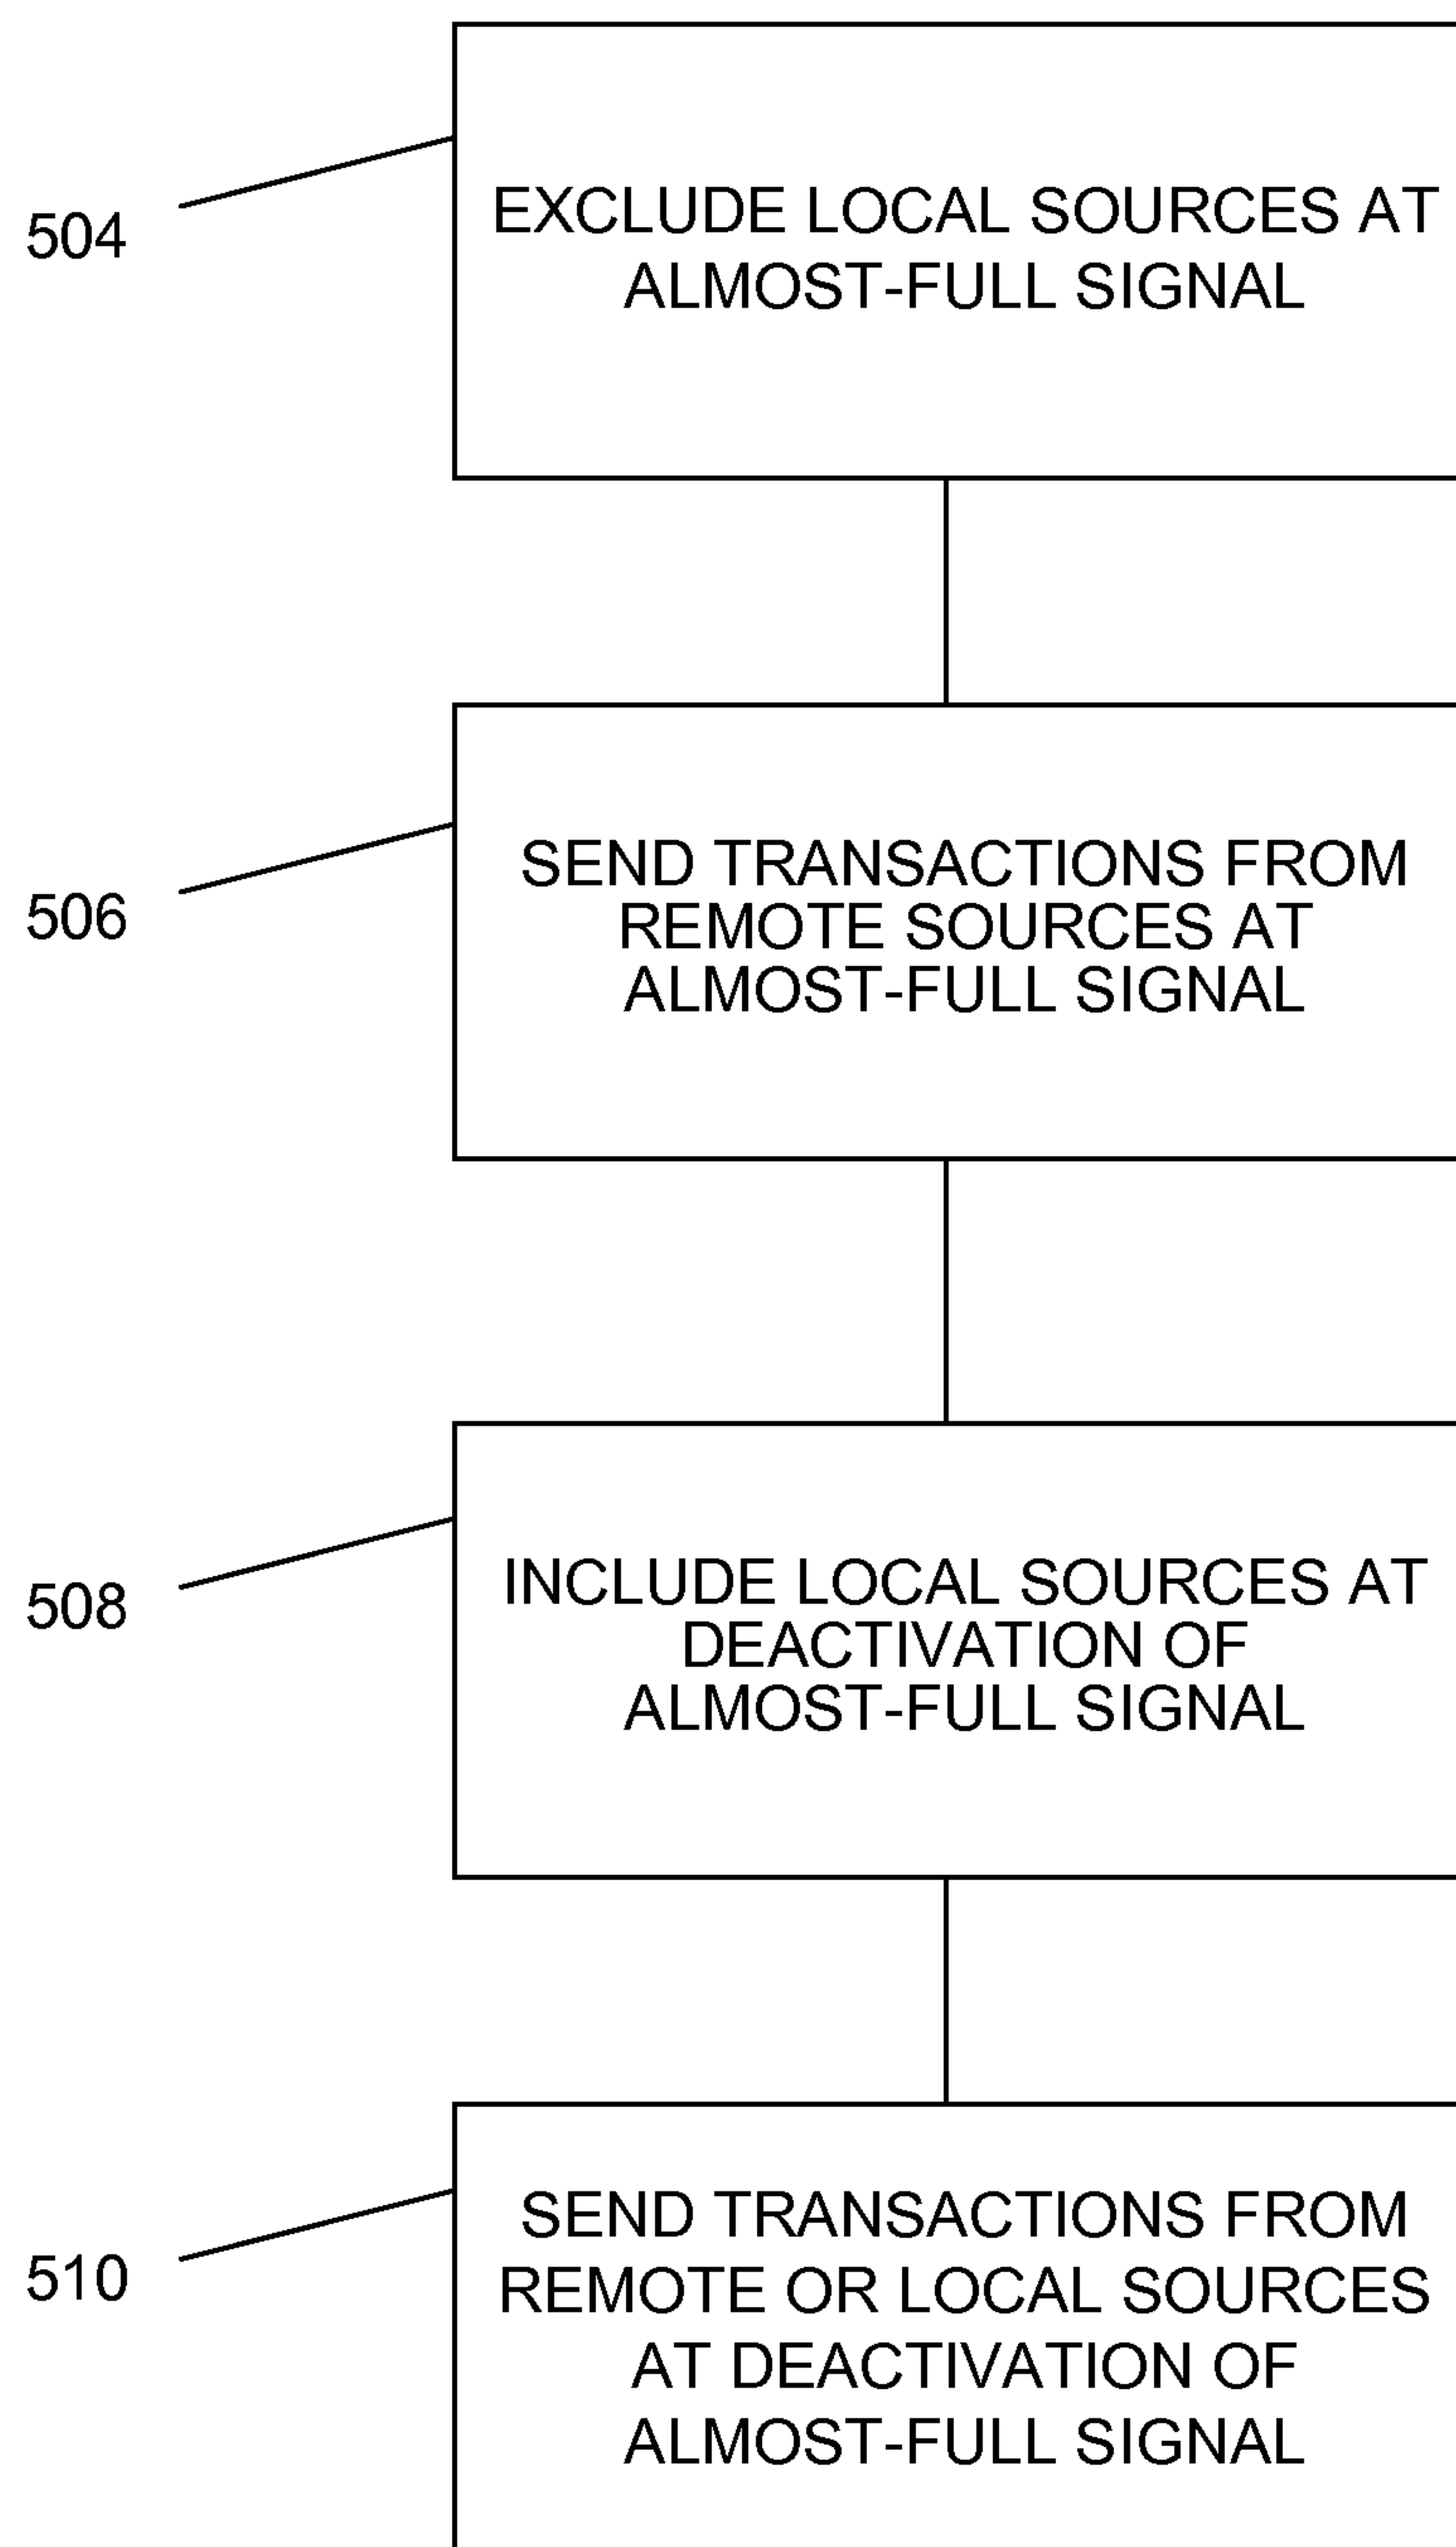 504
EXCLUDE LOCAL SOURCES AT
ALMOST-FULL SIGNAL
506
SEND TRANSACTIONS FROM
REMOTE SOURCES AT
ALMOST-FULL SIGNAL
508
INCLUDE LOCAL SOURCES AT
DEACTIVATION OF
ALMOST-FULL SIGNAL
510
SEND TRANSACTIONS FROM
REMOTE OR LOCAL SOURCES
AT DEACTIVATION OF
ALMOST-FULL SIGNAL